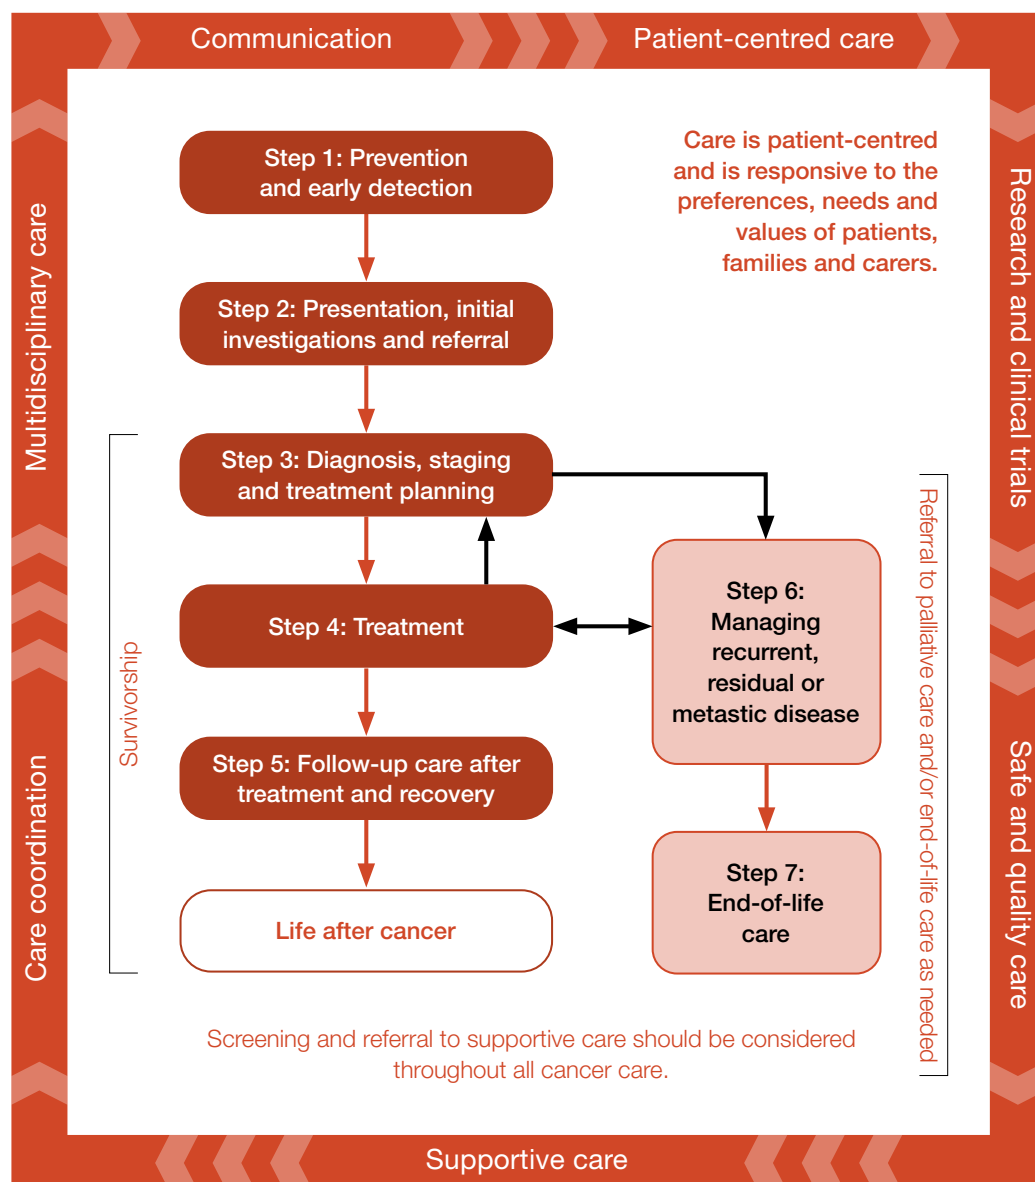 Communication
Patient-centred care
Care is patient-centred
and is responsive to the
preferences, needs and
values of patients,
families and carers.
Step 1: Prevention
and early detection
Step 2: Presentation, initial
investigations and referral
Step 3: Diagnosis, staging
and treatment planning
Step 4: Treatment
Step 5: Follow-up care after
treatment and recovery
Life after cancer
Step 6:
Managing
recurrent,
residual or
metastic disease
Step 7:
End-of-life
care
Survivorship
Referral to palliative care and/or end-of-life care as needed
Screening and referral to supportive care should be considered
throughout all cancer care.
Multidisciplinary care
Care coordination
Research and clinical trials
Safe and quality care
Supportive care